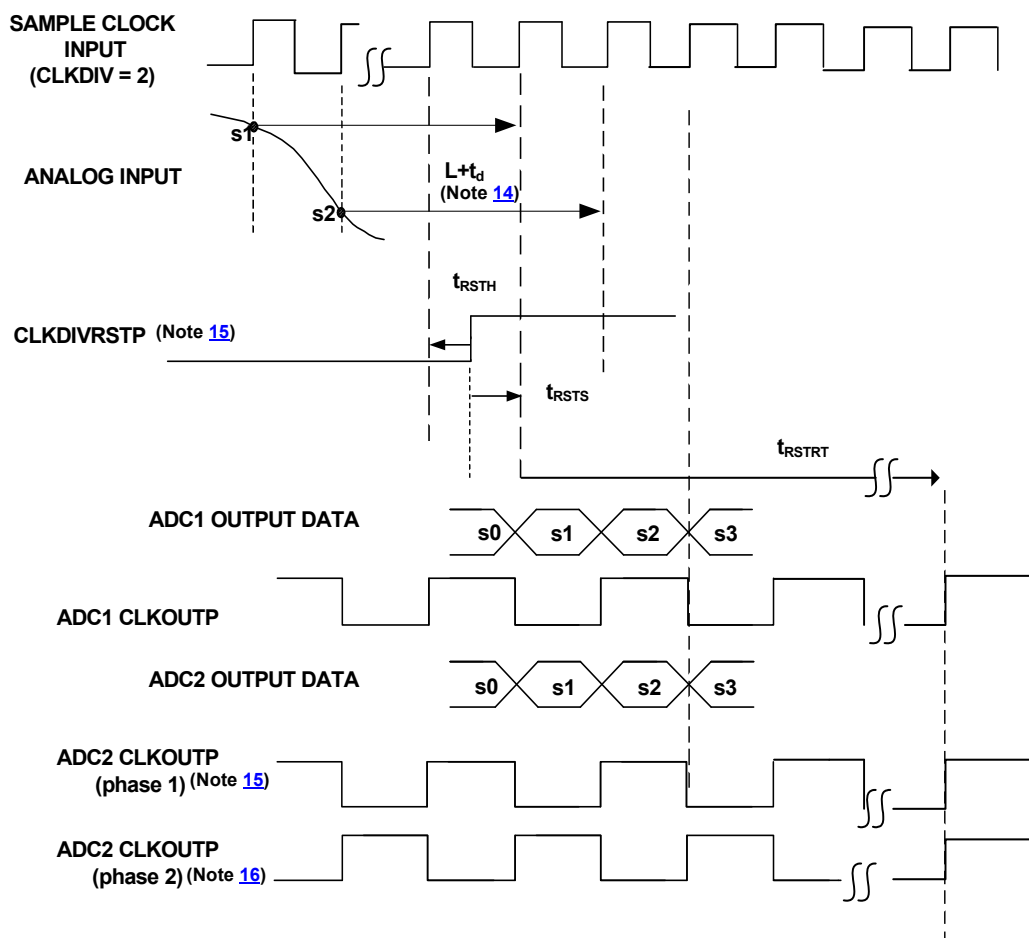 SAMPLE CLOCK
INPUT
(CLKDIV = 2)
s1
L+td
(Note 14)
ANALOG INPUT
s2
tRSTH
CLKDIVRSTP (Note 15)
tRSTS
tRSTRT
ADC1 OUTPUT DATA
s0 s1 s2 s3
ADC1 CLKOUTP
ADC2 OUTPUT DATA
s0 s1 s2 s3
ADC2 CLKOUTP
(phase 1) (Note 15)
ADC2 CLKOUTP
(phase 2) (Note 16)